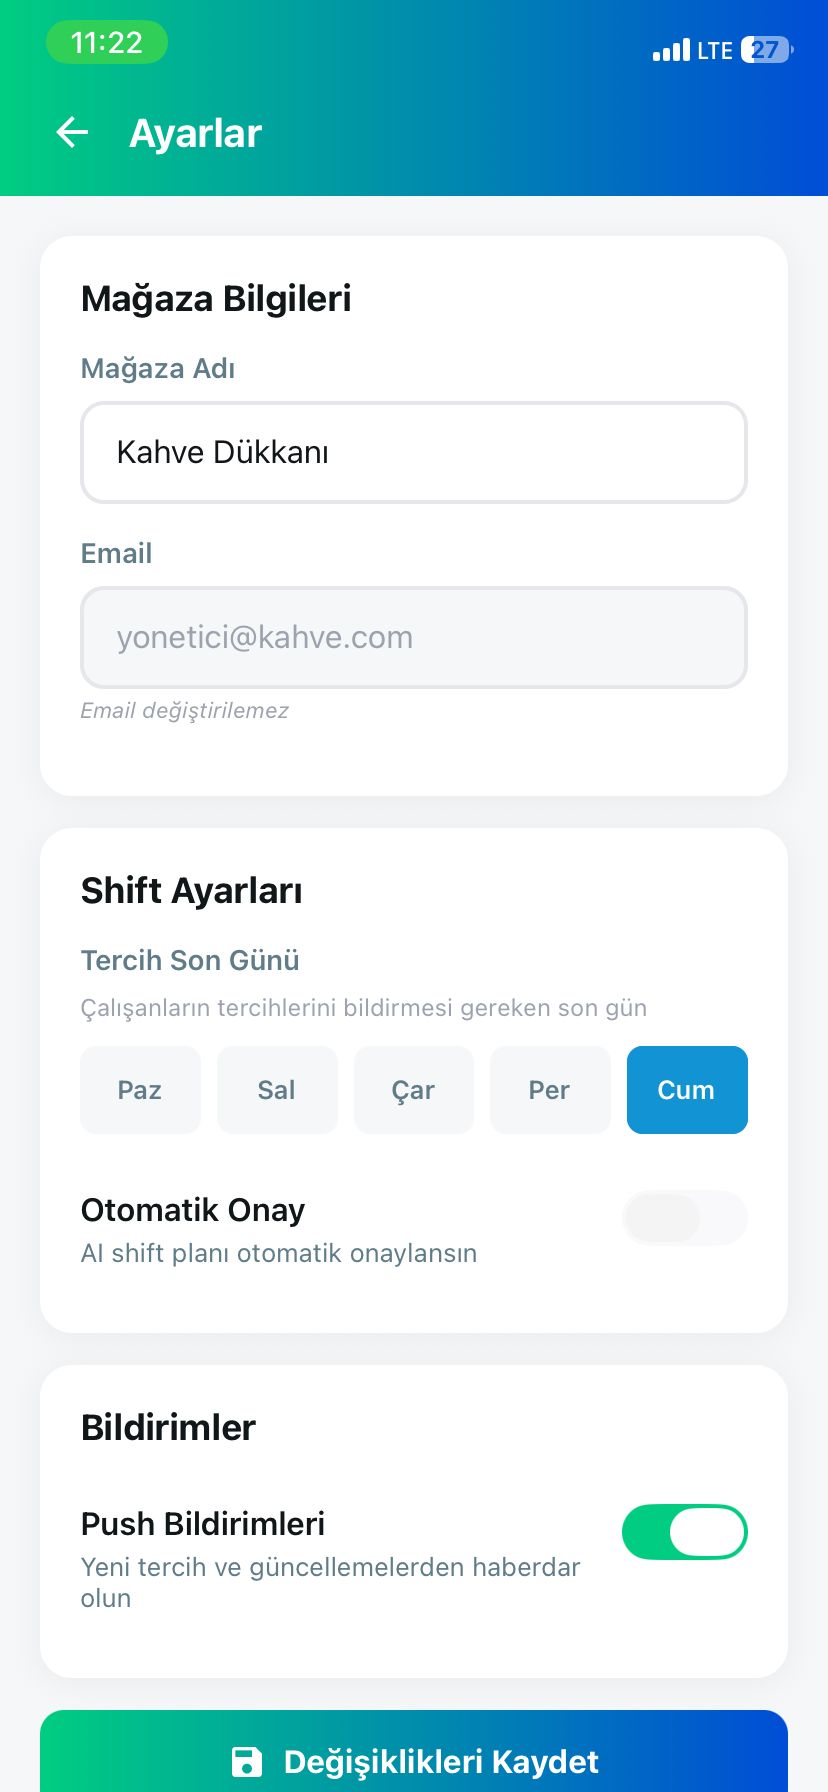 11:22
LTE 27
Ayarlar
Mağaza Bilgileri
Mağaza Adı
Kahve Dükkanı
Email
yonetici@kahve.com
Email değiştirilemez
Shift Ayarları
Tercih Son Günü
Çalışanların tercihlerini bildirmesi gereken son gün
Paz Sal Çar Per Cum
Otomatik Onay
AI shift planı otomatik onaylansın
Bildirimler
Push Bildirimleri
Yeni tercih ve güncellemelerden haberdar
olun
Değişiklikleri Kaydet